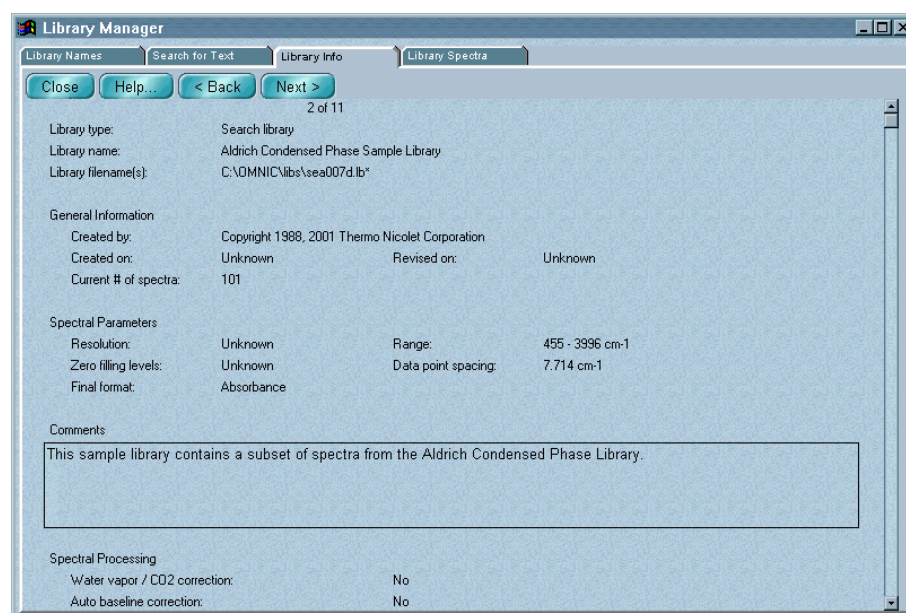 Library Manager
Library Names Search for Text Library Info Library Spectra
Close Help... < Back Next >
2 of 11
Library type: Search library
Library name: Aldrich Condensed Phase Sample Library
Library filename(s): C:\OMNIC\libs\sea007d.lb*
General Information
Created by: Copyright 1988, 2001 Thermo Nicolet Corporation
Created on: Unknown Revised on: Unknown
Current # of spectra: 101
Spectral Parameters
Resolution: Unknown Range: 455 - 3996 cm-1
Zero filling levels: Unknown Data point spacing: 7.714 cm-1
Final format: Absorbance
Comments
This sample library contains a subset of spectra from the Aldrich Condensed Phase Library.
Spectral Processing
Water vapor / CO2 correction: No
Auto baseline correction: No